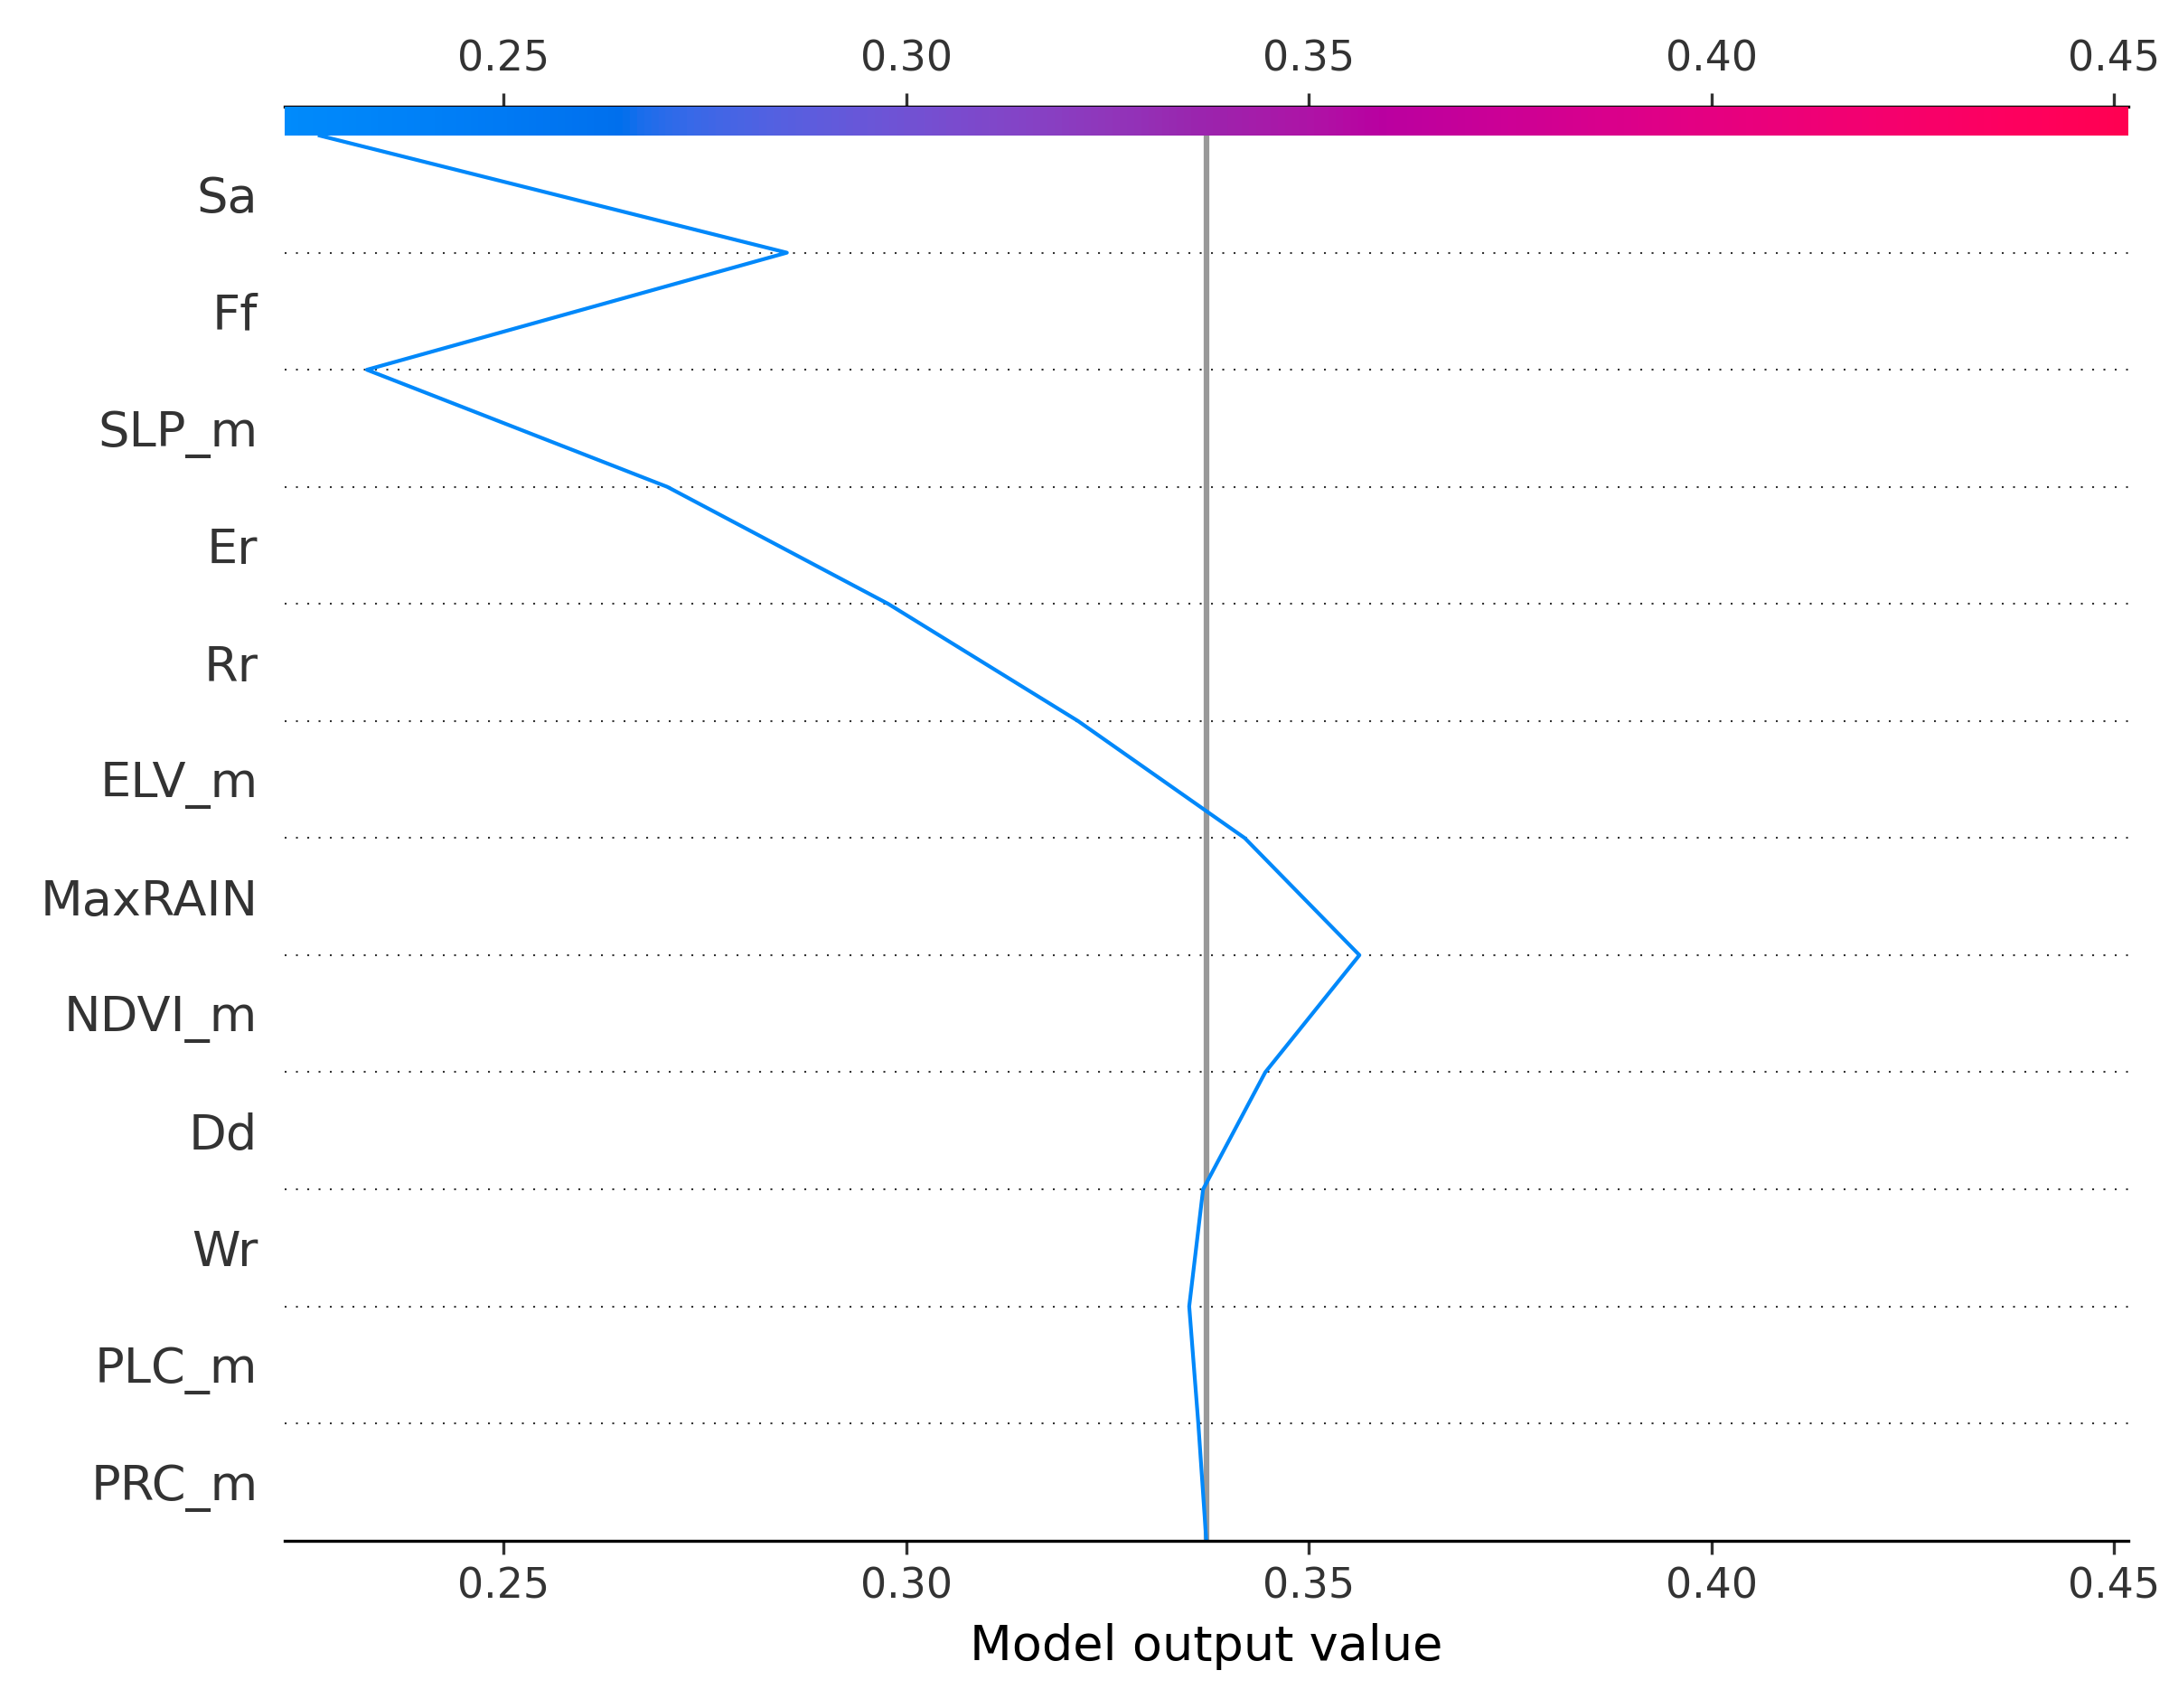 0.25 0.30 0.35 0.40 0.45
Sa
Ff
SLP_m
Er
Rr
ELV_m
MaxRAIN
NDVI_m
Dd
Wr
PLC_m
PRC_m
0.25 0.30 0.35 0.40 0.45
Model output value